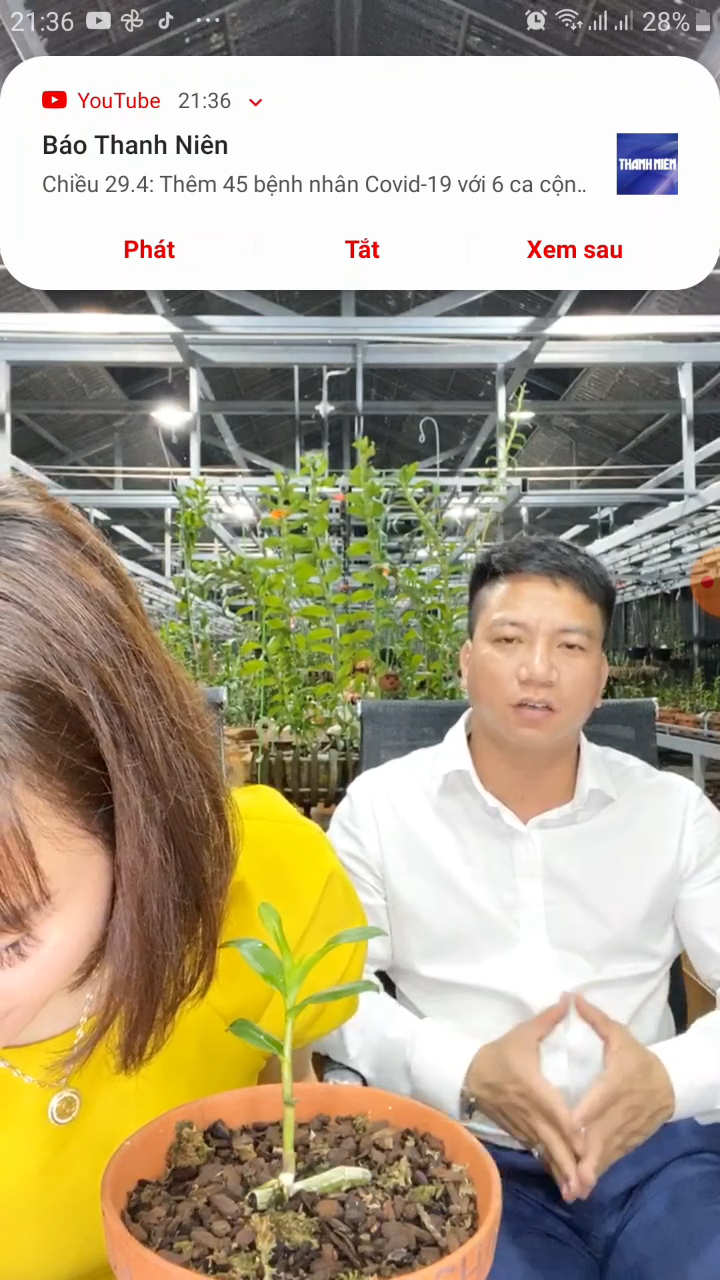 21:36 28%
YouTube 21:36
Báo Thanh Niên
Chiều 29.4: Thêm 45 bệnh nhân Covid-19 với 6 ca cộn..
THANH NIÊN
Phát Tắt Xem sau